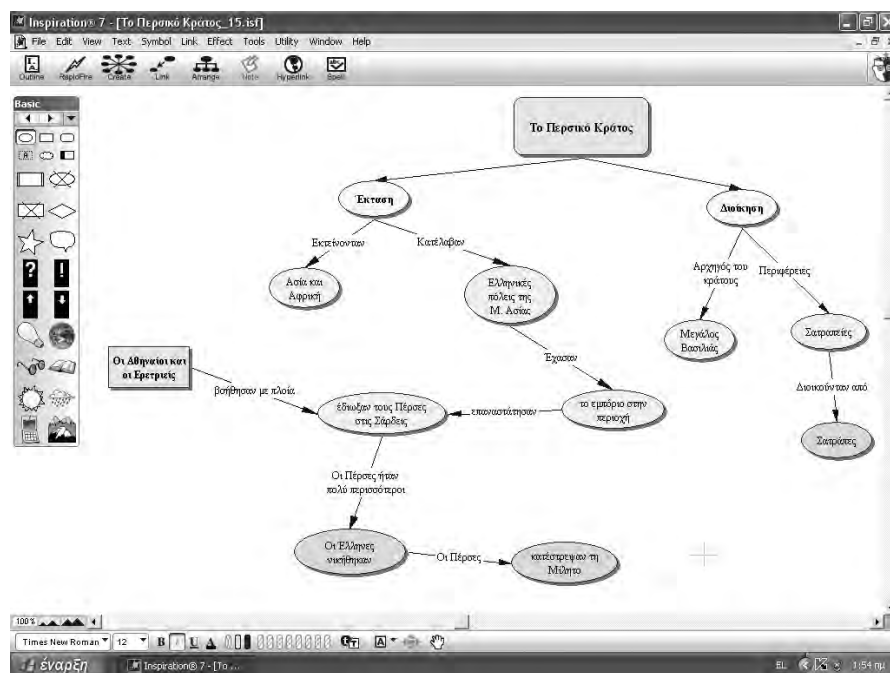 Inspiration® 7 - [Το Περσικό Κράτος_15.isf]
File Edit View Text Symbol Link Effect Tools Utility Window Help
Outline RapidFire Create Link Arrange Note Hyperlink Spell
Basic
Το Περσικό Κράτος
Έκταση
Διοίκηση
Εκτείνονταν
Κατέλαβαν
Αρχηγός του
κράτους
Περιφέρειες
Ασία και
Αφρική
Ελληνικές
πόλεις της
Μ. Ασίας
Μεγάλος
Βασιλιάς
Σατραπείες
Οι Αθηναίοι και
οι Ερετριείς
Έχασαν
Διοικούνταν από
βοήθησαν με πλοία
έδιωξαν τους Πέρσες
στις Σάρδεις
επαναστάτησαν
το εμπόριο στην
περιοχή
Σατράπες
Οι Πέρσες ήταν
πολύ περισσότεροι
Οι Έλληνες
νικήθηκαν
Οι Πέρσες
κατέστρεψαν τη
Μίλητο
100%
Times New Roman 12 B I U A
έναρξη Inspiration® 7 - [Το ... EL 1:54 πμ